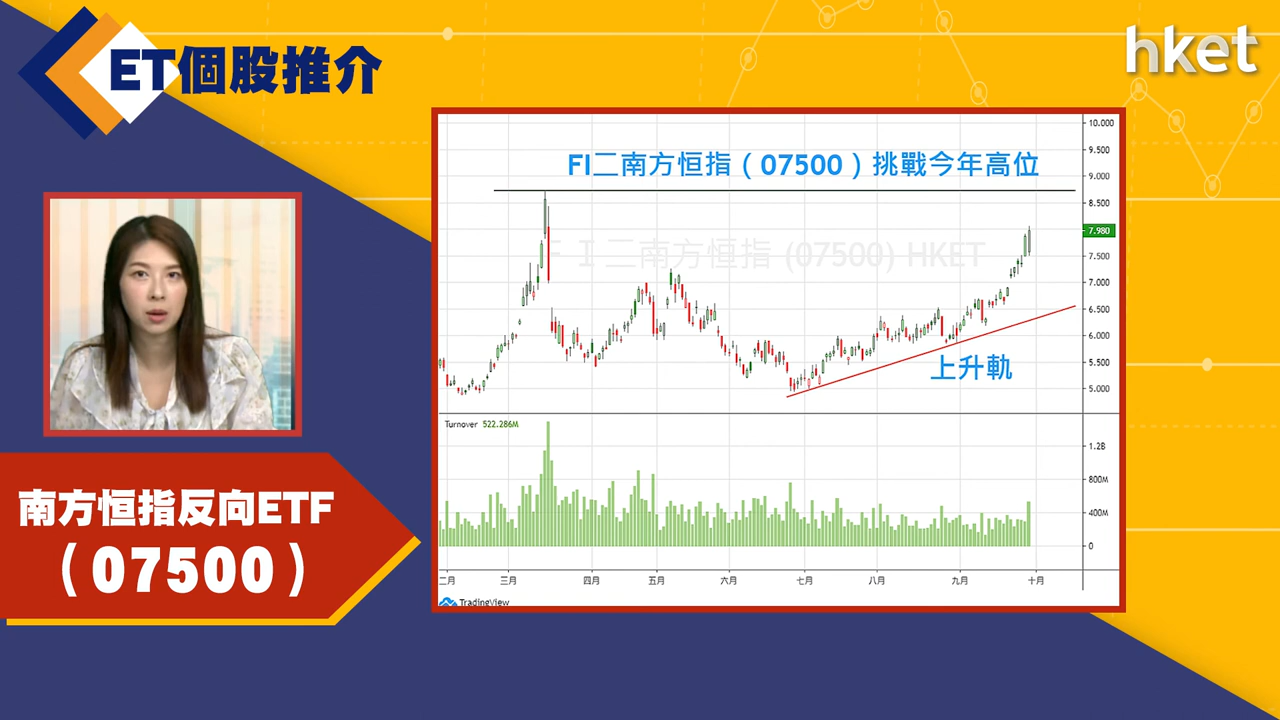 ET個股推介
hket
南方恒指反向ETF
（07500）
FI二南方恒指（07500）挑戰今年高位
FI二南方恒指 (07500) HKET
上升軌
10.000
9.500
9.000
8.500
7.980
7.500
7.000
6.500
6.000
5.500
5.000
Turnover 522.286M
1.2B
800M
400M
0
二月 三月 四月 五月 六月 七月 八月 九月 十月
TradingView